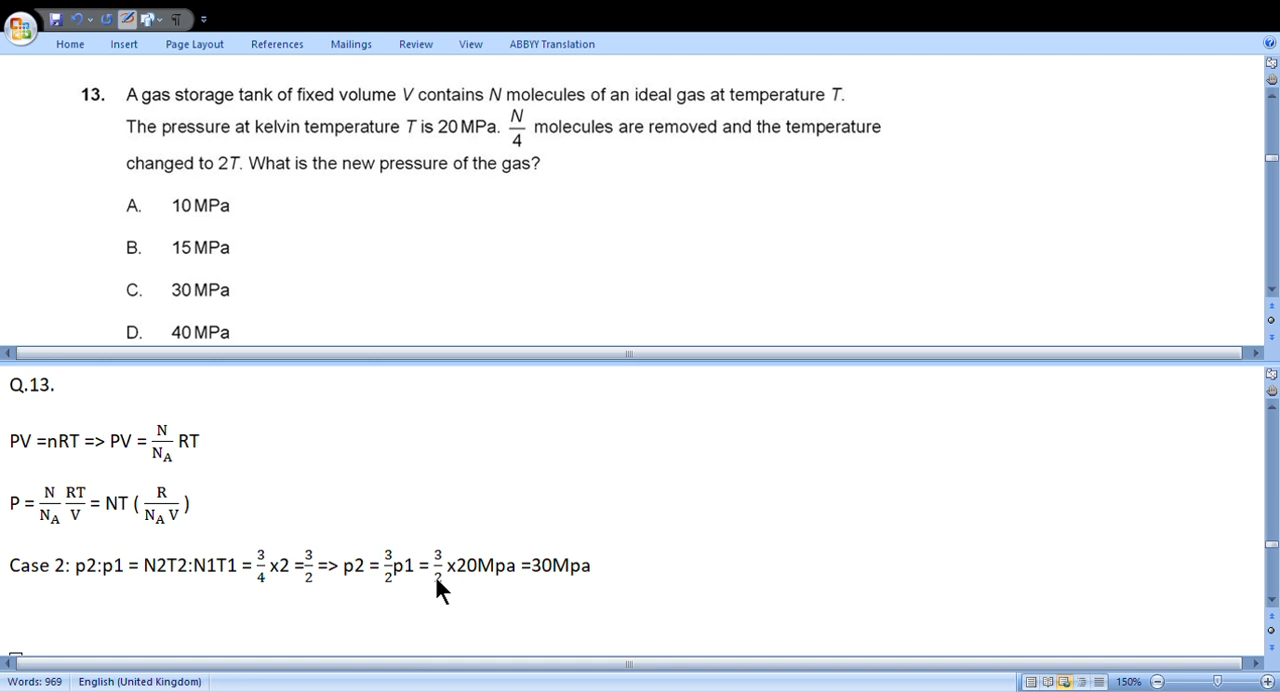 Home Insert Page Layout References Mailings Review View ABBYY Translation
13. A gas storage tank of fixed volume V contains N molecules of an ideal gas at temperature T.
The pressure at kelvin temperature T is 20 MPa. N/4 molecules are removed and the temperature
changed to 2T. What is the new pressure of the gas?
A. 10 MPa
B. 15 MPa
C. 30 MPa
D. 40 MPa
Q.13.
PV =nRT => PV = N/N_A RT
P = N/N_A RT/V = NT ( R/N_A V )
Case 2: p2:p1 = N2T2:N1T1 = 3/4 x2 = 3/2 => p2 = 3/2 p1 = 3/2 x20Mpa =30Mpa
Words: 969 English (United Kingdom) 150%